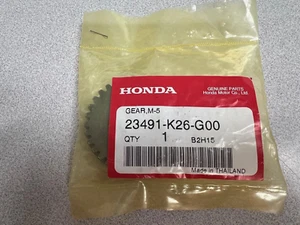 HONDA
GENUINE PARTS
Honda Motor Co., Ltd.
GEAR,M-5
23491-K26-G00
QTY 1 B2H15
Made in THAILAND